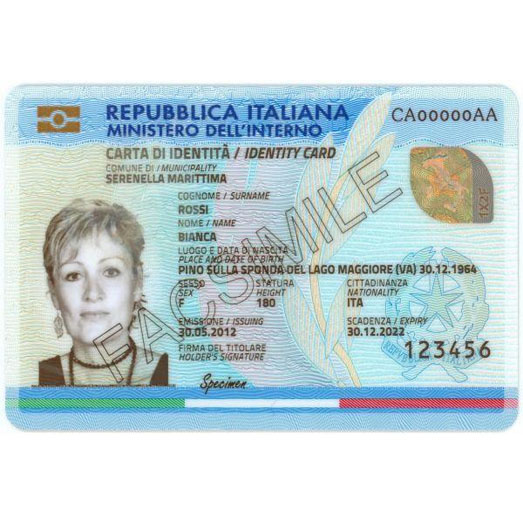 REPUBBLICA ITALIANA
CA00000AA
MINISTERO DELL'INTERNO
CARTA DI IDENTITÀ / IDENTITY CARD
COMUNE DI / MUNICIPALITY
SERENELLA MARITTIMA
COGNOME / SURNAME
ROSSI
NOME / NAME
BIANCA
LUOGO E DATA DI NASCITA
PLACE AND DATE OF BIRTH
PINO SULLA SPONDA DEL LAGO MAGGIORE (VA) 30.12.1964
SESSO STATURA CITTADINANZA
SEX HEIGHT NATIONALITY
180 ITA
EMISSIONE / ISSUING SCADENZA / EXPIRY
30.05.2012 30.12.2022
FIRMA DEL TITOLARE
HOLDER'S SIGNATURE
123456
Specimen
FAC SIMILE
1X2F